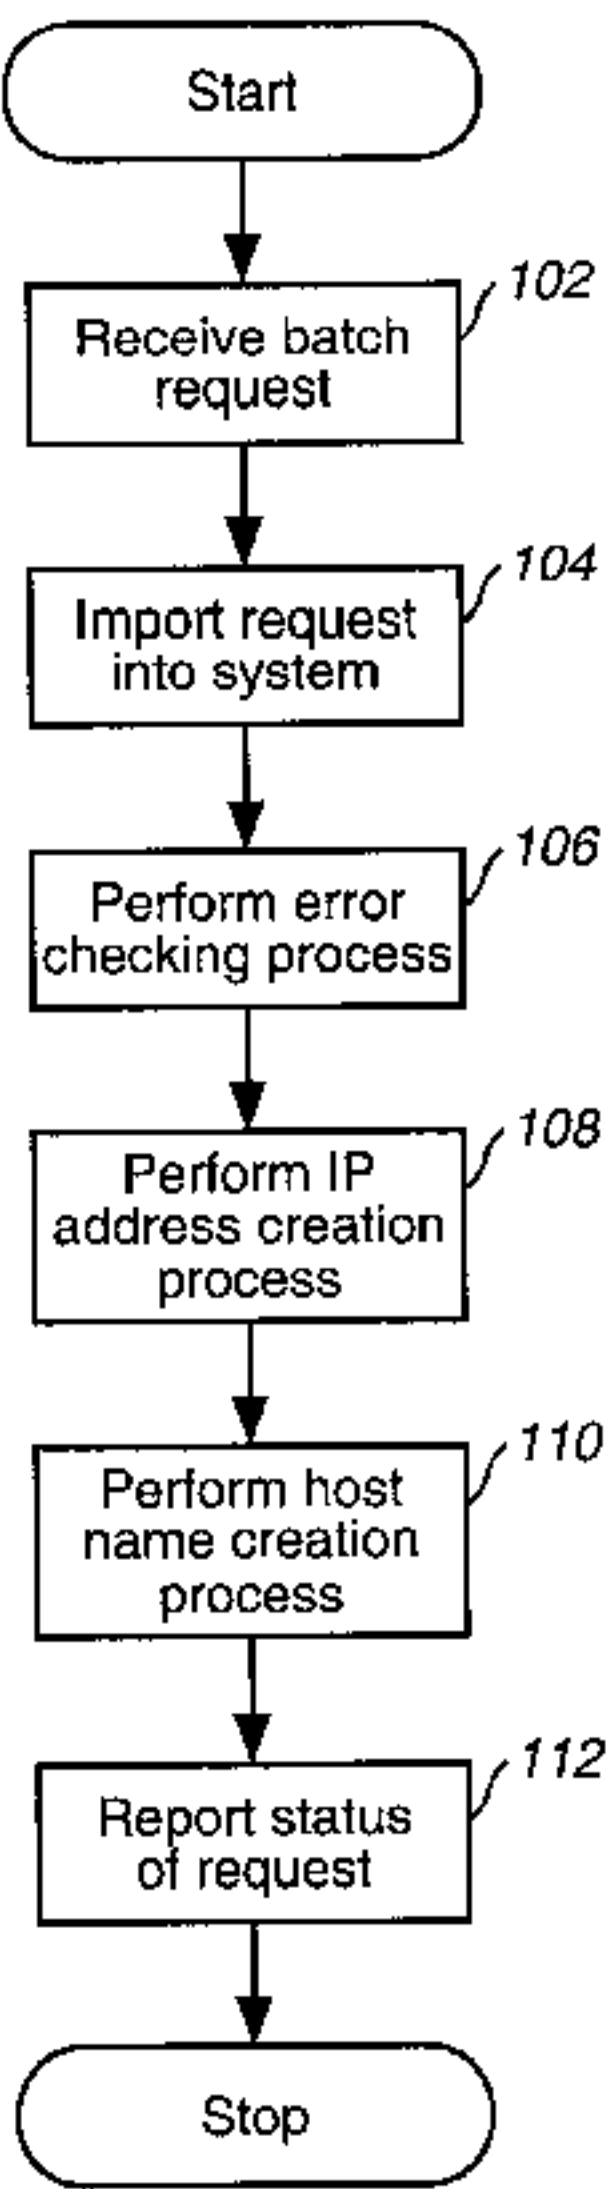 Start
102
Receive batch
request
104
Import request
into system
106
Perform error
checking process
108
Perform IP
address creation
process
110
Perform host
name creation
process
112
Report status
of request
Stop